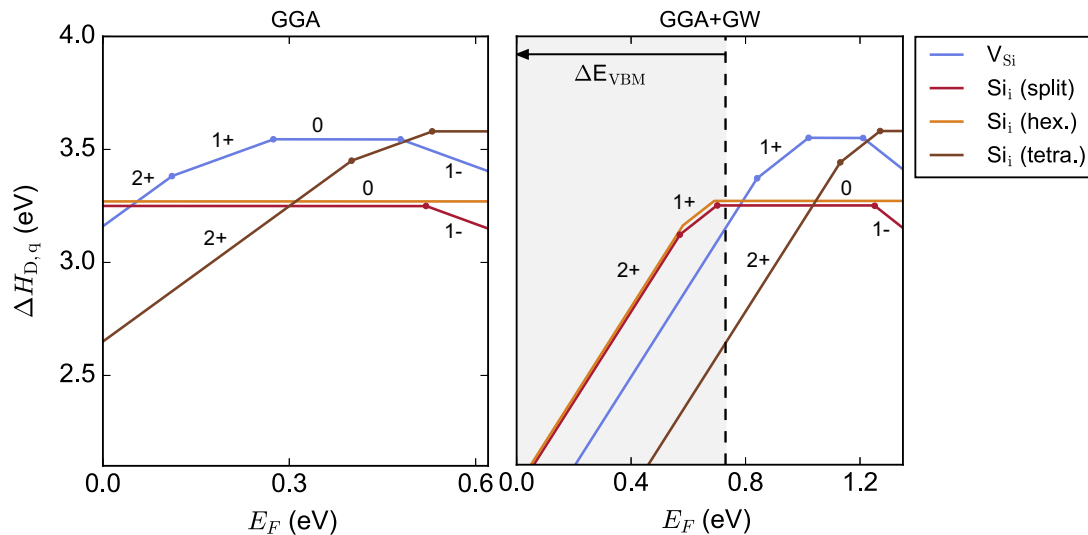 GGA
GGA+GW
4.0
3.5
3.0
2.5
ΔH_D,q (eV)
2+
1+
0
1-
0
1-
2+
0.0
0.3
0.6
E_F (eV)
ΔE_VBM
1+
1+
0
2+
2+
1-
0.0
0.4
0.8
1.2
E_F (eV)
V_Si
Si_i (split)
Si_i (hex.)
Si_i (tetra.)